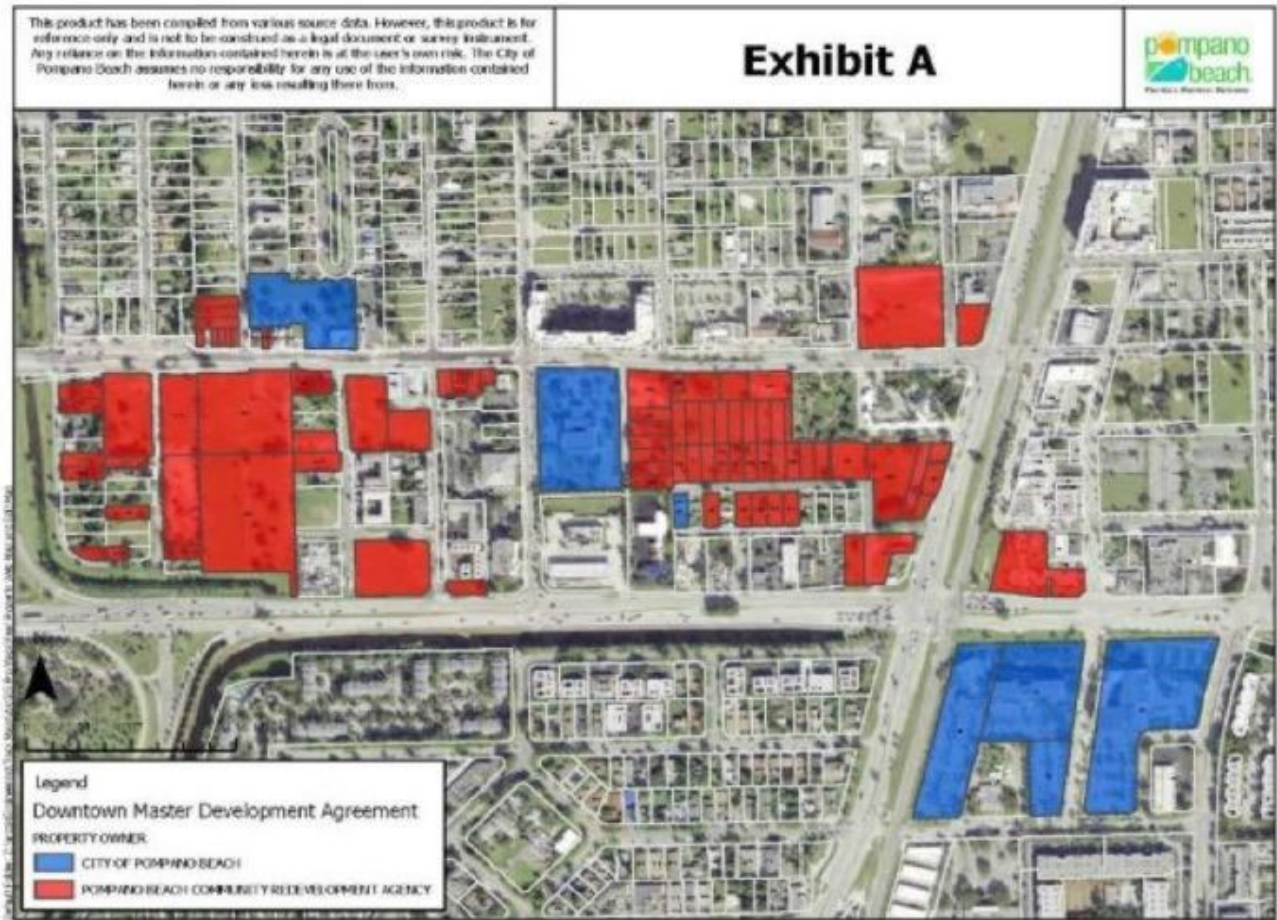 This product has been compiled from various source data. However, this product is for
reference only and is not to be construed as a legal document or survey instrument.
Any reliance on the information contained herein is at the user's own risk. The City of
Pompano Beach assumes no responsibility for any use of the information contained
herein or any loss resulting there from.
Exhibit A
pompano
beach
Legend
Downtown Master Development Agreement
PROPERTY OWNER
CITY OF POMPANO BEACH
POMPANO BEACH COMMUNITY REDEVELOPMENT AGENCY